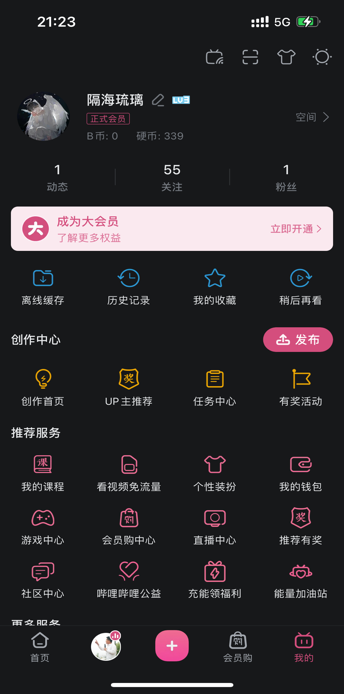 21:23 5G
隔海琉璃 LV3
正式会员
B币: 0 硬币: 339
空间
1 55 1
动态 关注 粉丝
大 成为大会员
了解更多权益
立即开通
离线缓存 历史记录 我的收藏 稍后再看
创作中心 发布
奖
创作首页 UP主推荐 任务中心 有奖活动
推荐服务
课
我的课程 看视频免流量 个性装扮 我的钱包
购 奖
游戏中心 会员购中心 直播中心 推荐有奖
社区中心 哔哩哔哩公益 充能领福利 能量加油站
更多服务
购
首页 会员购 我的